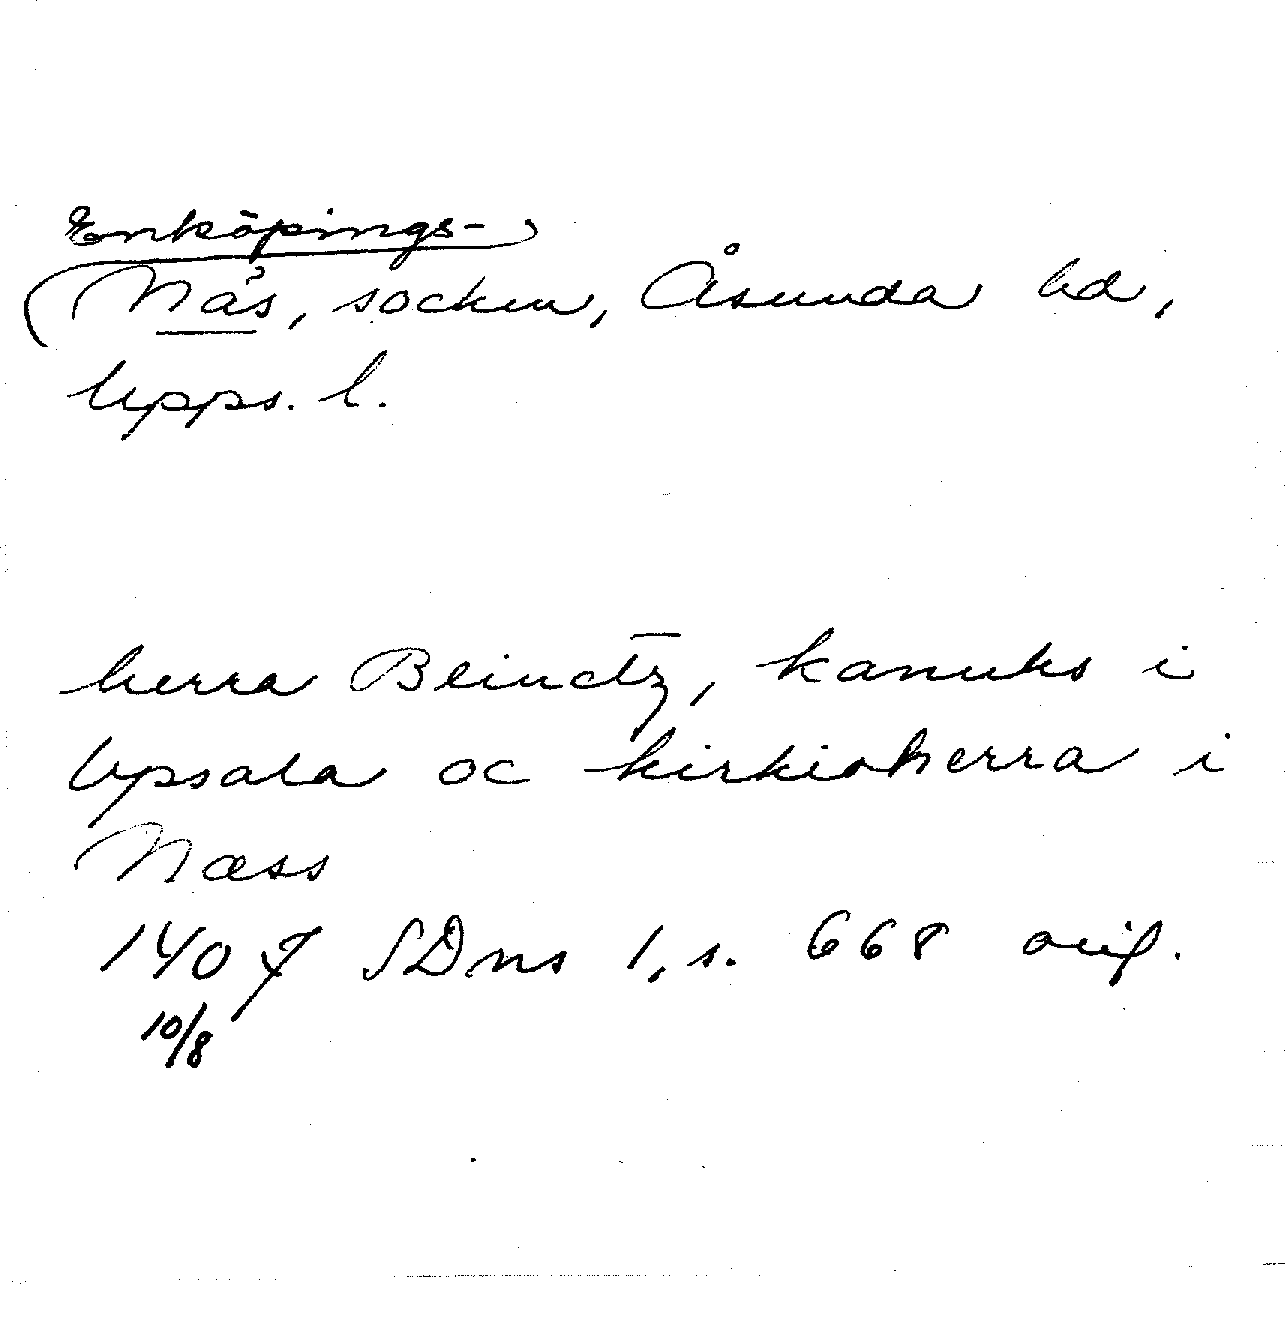 Enköpings-
Näs, socken, Åsunda hd,
Upps. l.
herra Beinctz, kanuks i
Upsala oc kirkioherra i
Næss
1407 SDns 1, s. 668 orig.
10/8